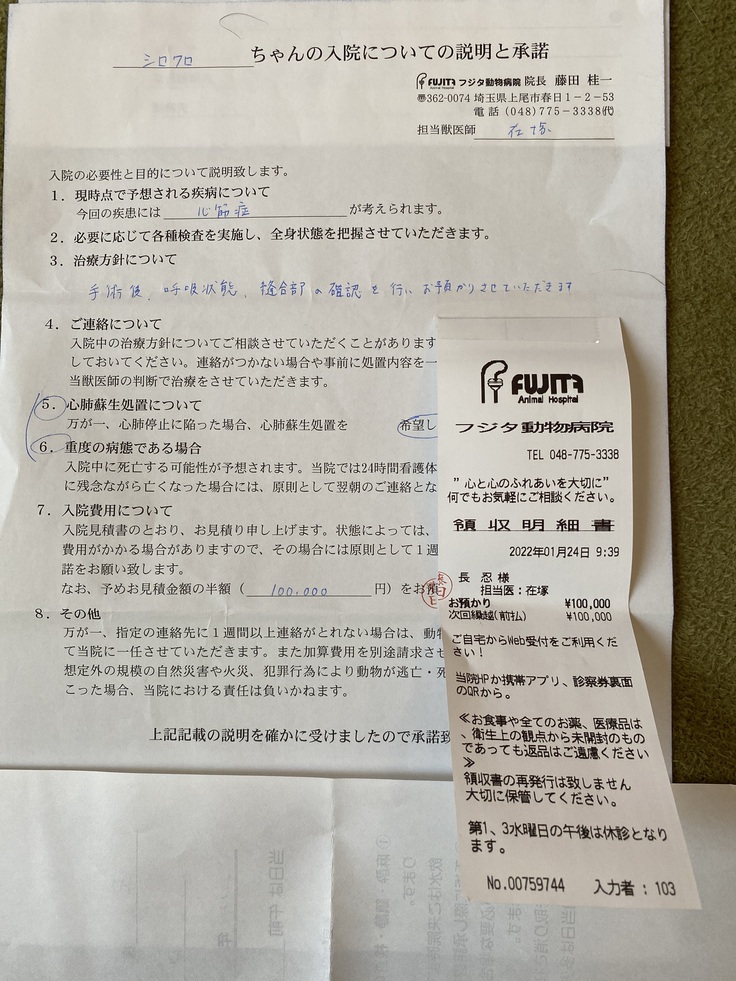 シロクロ ちゃんの入院についての説明と承諾
FUJITA Animal Hospital フジタ動物病院 院長 藤田 桂一
〒362-0074 埼玉県上尾市春日1-2-53
電話 (048)775-3338㈹
担当獣医師 在塚
入院の必要性と目的について説明致します。
1. 現時点で予想される疾病について
今回の疾患には 心筋症 が考えられます。
2. 必要に応じて各種検査を実施し、全身状態を把握させていただきます。
3. 治療方針について
手術後、呼吸状態、縫合部の確認を行い お預かりさせていただきます
4. ご連絡について
入院中の治療方針についてご相談させていただくことがあります
しておいてください。連絡がつかない場合や事前に処置内容を一
当獣医師の判断で治療をさせていただきます。
5. 心肺蘇生処置について
万が一、心肺停止に陥った場合、心肺蘇生処置を 希望し
6. 重度の病態である場合
入院中に死亡する可能性が予想されます。当院では24時間看護体
に残念ながら亡くなった場合には、原則として翌朝のご連絡とな
7. 入院費用について
入院見積書のとおり、お見積り申し上げます。状態によっては、
費用がかかる場合がありますので、その場合には原則として1週
諾をお願い致します。
なお、予めお見積金額の半額( 100,000 円)をお預
8. その他
万が一、指定の連絡先に1週間以上連絡がとれない場合は、動物
て当院に一任させていただきます。また加算費用を別途請求させ
想定外の規模の自然災害や火災、犯罪行為により動物が逃亡・死
こった場合、当院における責任は負いかねます。
上記記載の説明を確かに受けましたので承諾致
FUJITA
Animal Hospital
フジタ動物病院
TEL 048-775-3338
"心と心のふれあいを大切に"
何でもお気軽にご相談ください。
領収明細書
2022年01月24日 9:39
長 忍様
担当医:在塚
お預かり ¥100,000
次回繰越(前払) ¥100,000
ご自宅からWeb受付をご利用くだ
さい!
当院HPか携帯アプリ、診察券裏面
のQRから。
≪お食事や全てのお薬、医療品は
、衛生上の観点から未開封のもの
であっても返品はご遠慮ください
≫
領収書の再発行は致しません
大切に保管してください。
第1、3水曜日の午後は休診となり
ます。
No.00759744 入力者:103